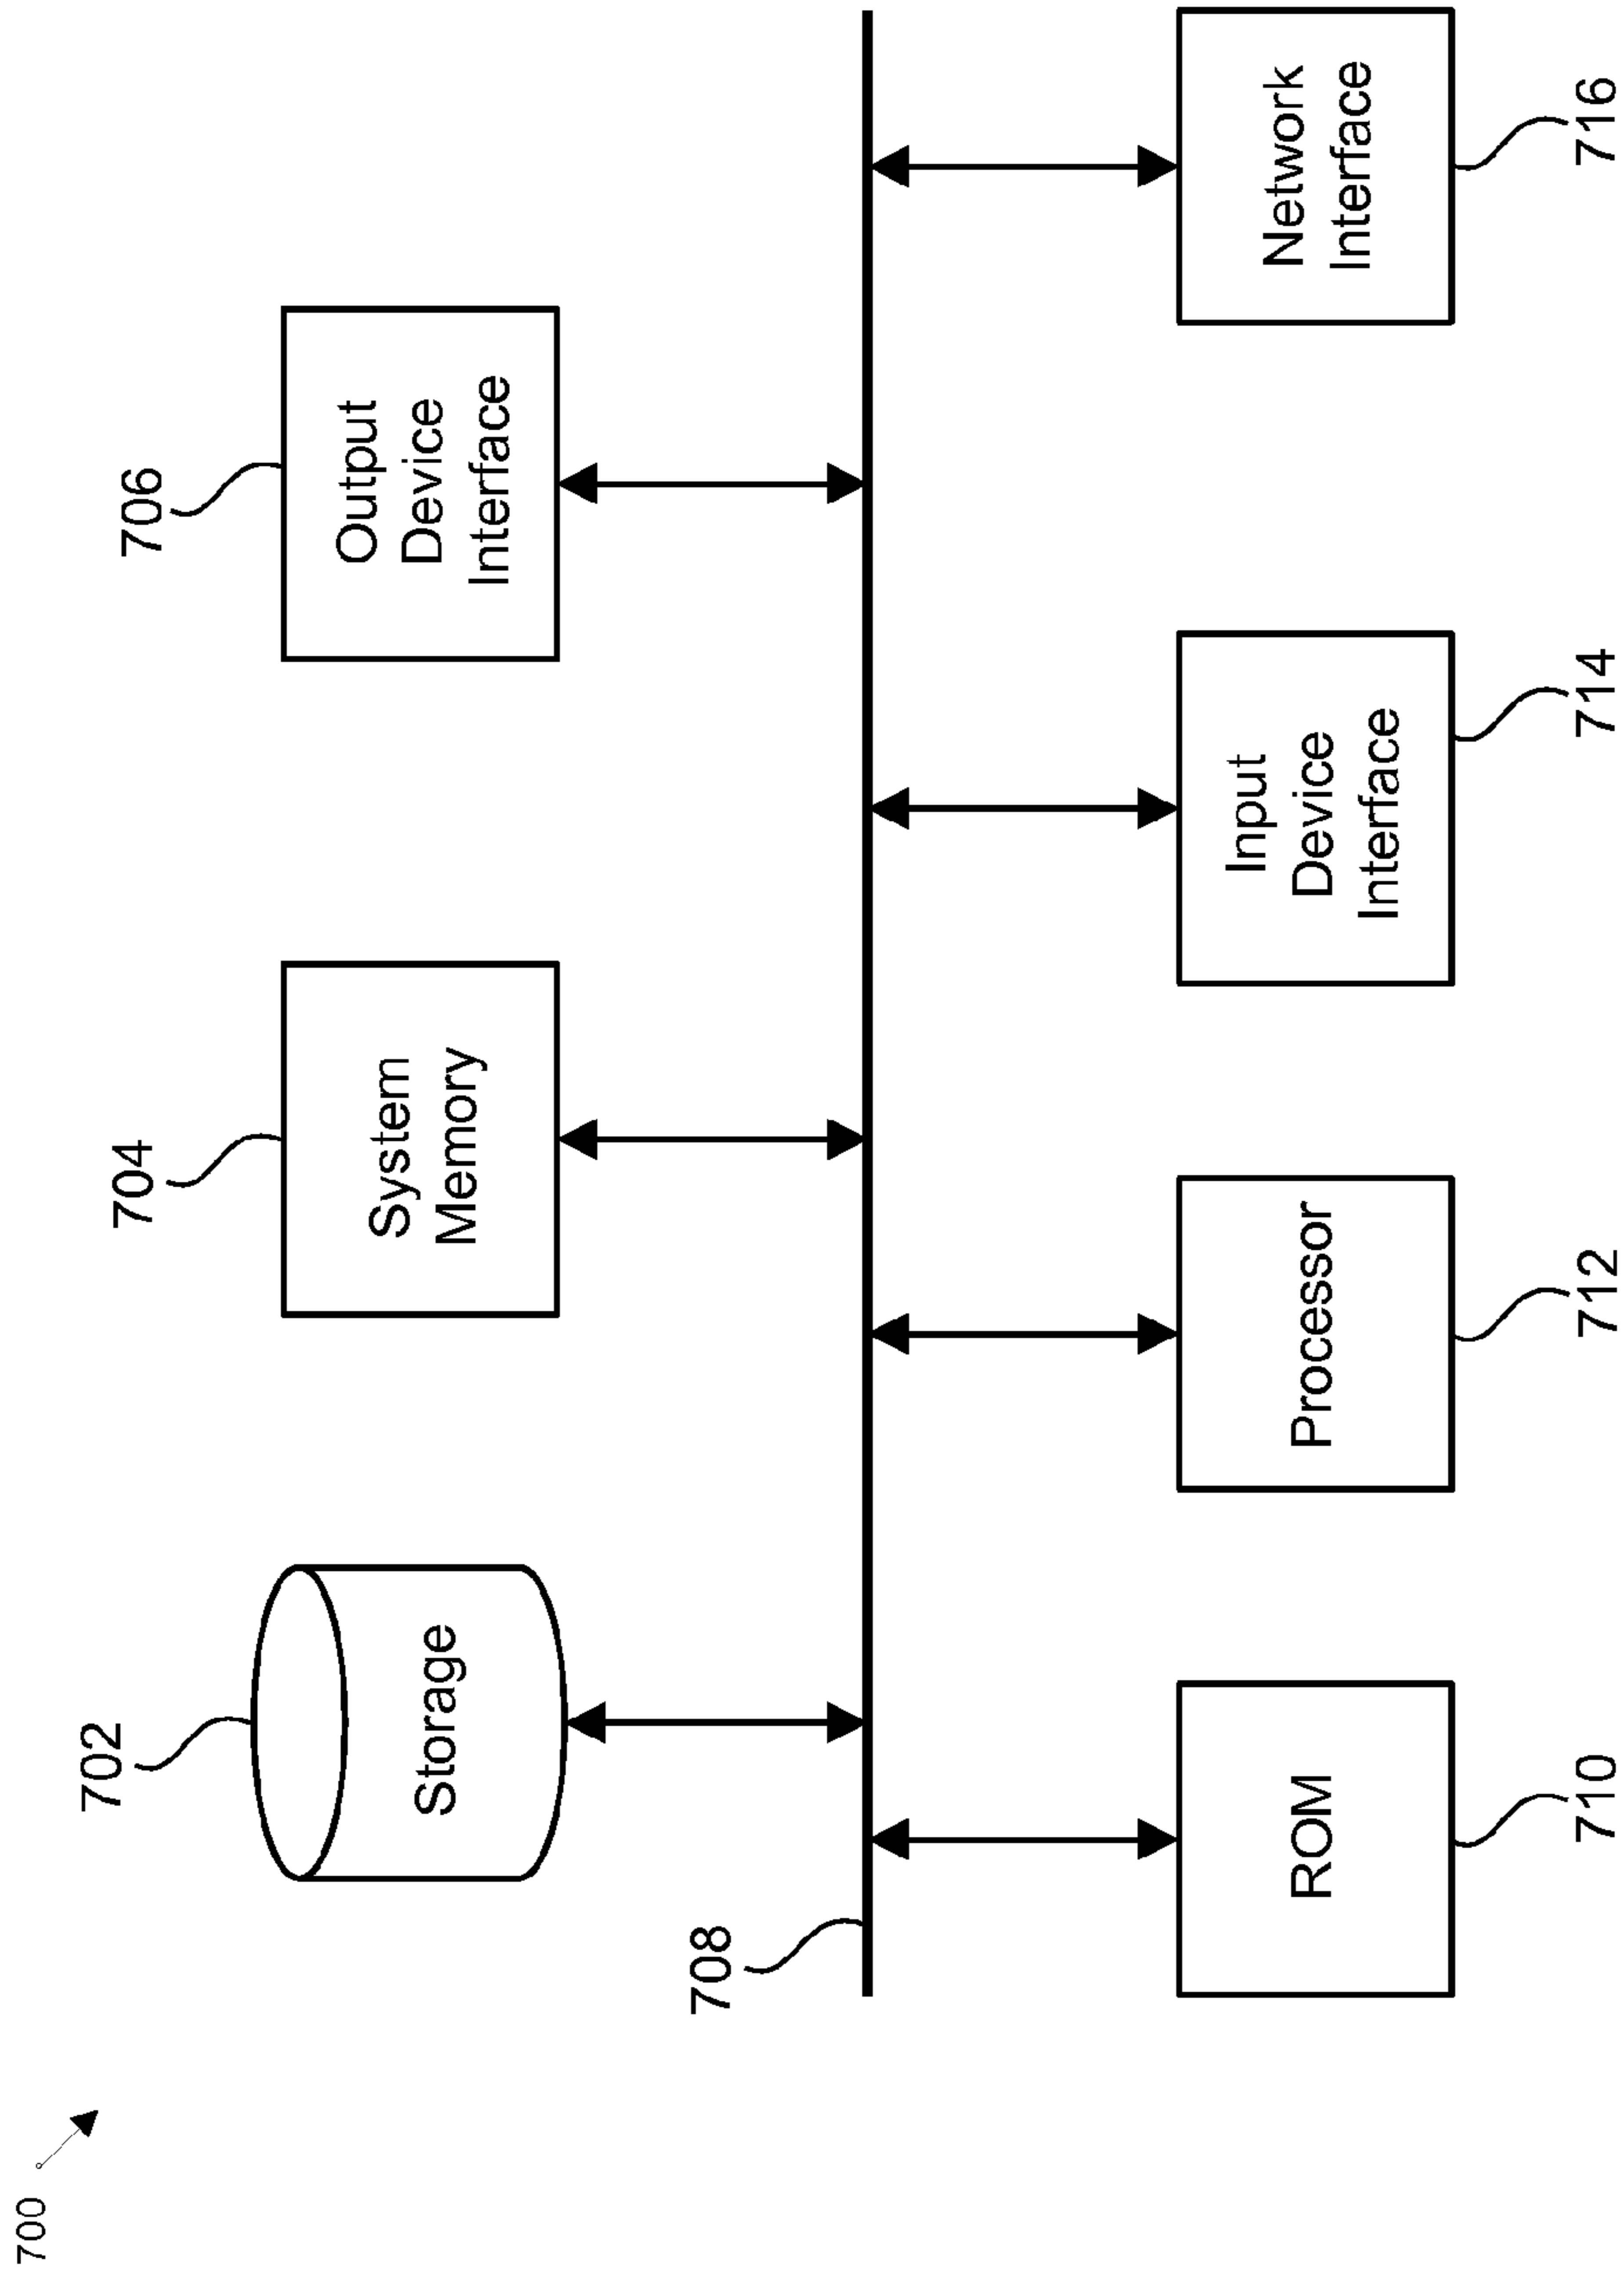 700
702
704
706
Storage
System
Memory
Output
Device
Interface
708
ROM
Processor
Input
Device
Interface
Network
Interface
710
712
714
716